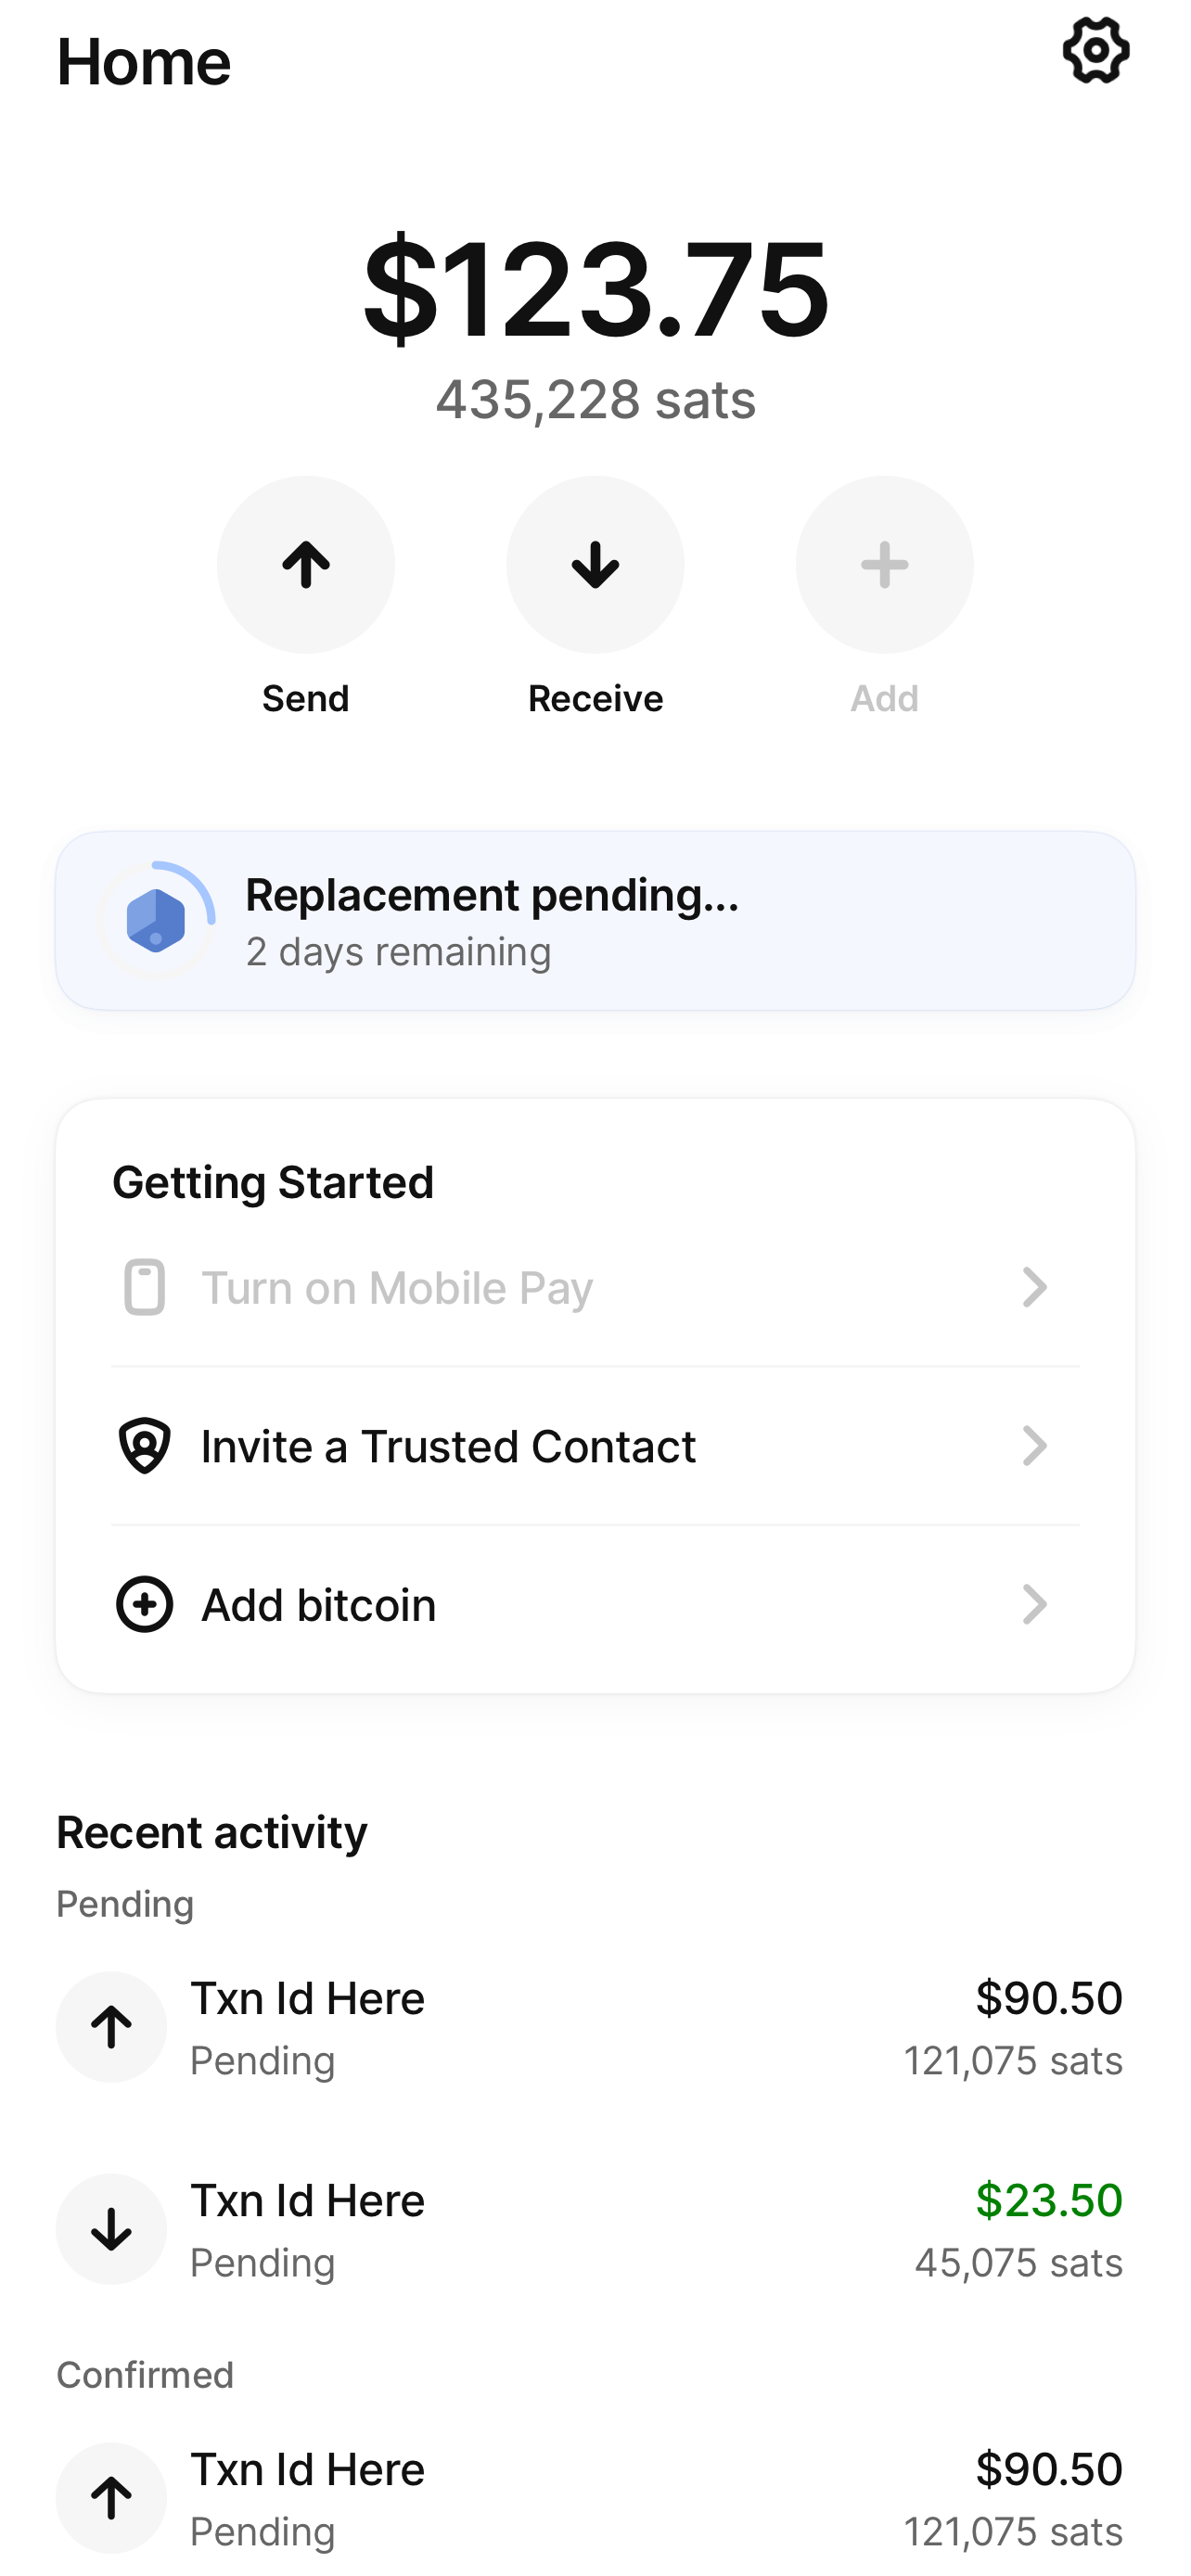 Home
$123.75
435,228 sats
Send
Receive
Add
Replacement pending...
2 days remaining
Getting Started
Turn on Mobile Pay
Invite a Trusted Contact
Add bitcoin
Recent activity
Pending
Txn Id Here
$90.50
Pending
121,075 sats
Txn Id Here
$23.50
Pending
45,075 sats
Confirmed
Txn Id Here
$90.50
Pending
121,075 sats